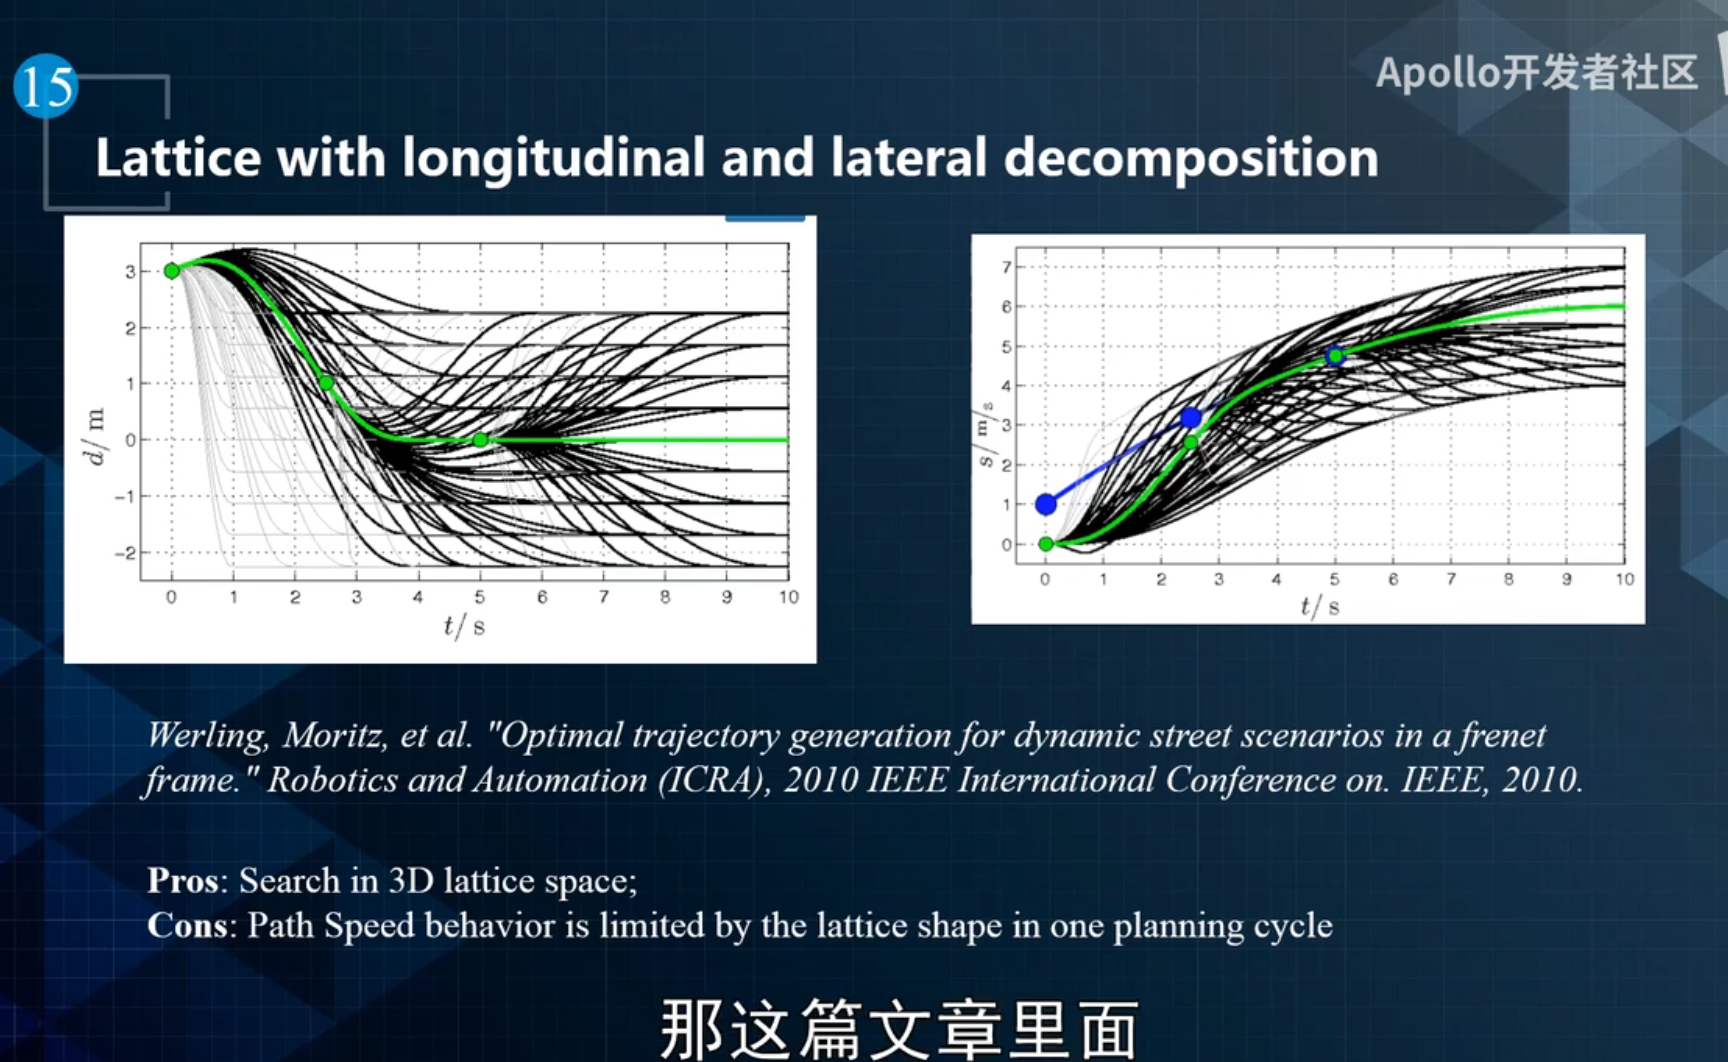 15
Apollo开发者社区
Lattice with longitudinal and lateral decomposition
3
2
1
0
−1
−2
d/ m
0 1 2 3 4 5 6 7 8 9 10
t/ s
7
6
5
4
3
2
1
0
s/ m/s
0 1 2 3 4 5 6 7 8 9 10
t/ s
Werling, Moritz, et al. "Optimal trajectory generation for dynamic street scenarios in a frenet
frame." Robotics and Automation (ICRA), 2010 IEEE International Conference on. IEEE, 2010.
Pros: Search in 3D lattice space;
Cons: Path Speed behavior is limited by the lattice shape in one planning cycle
那这篇文章里面